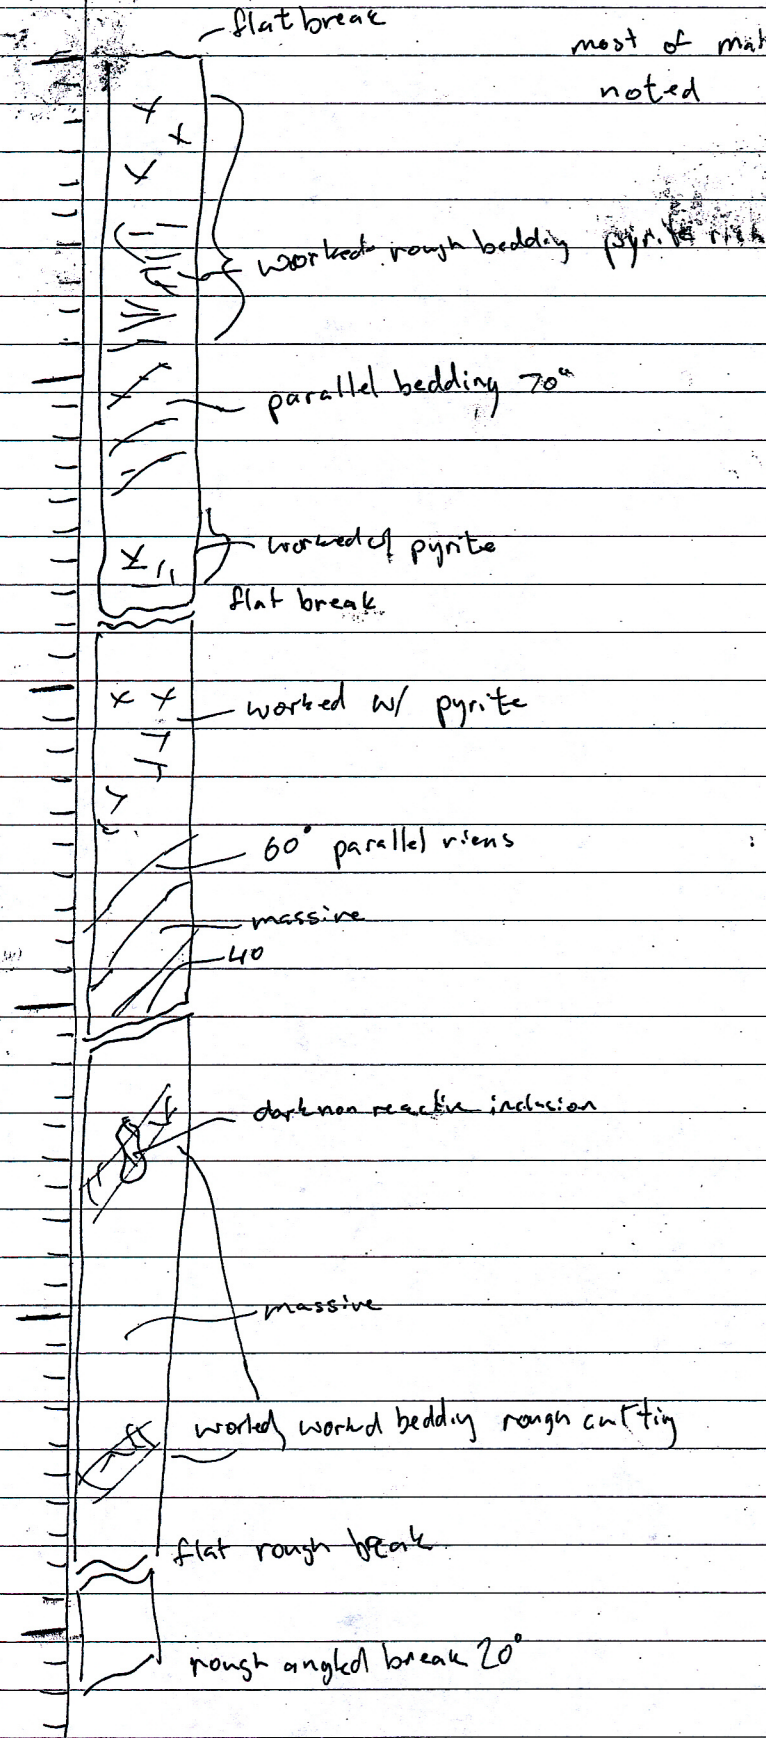 flat break
most of mat
noted
worked rough bedding pyrite
parallel bedding 70°
worked w/ pyrite
flat break
worked w/ pyrite
60° parallel viens
massive
40
dark non reactive inclusion
massive
worked, workd bedding rough cutting
flat rough break
rough angled break 20°